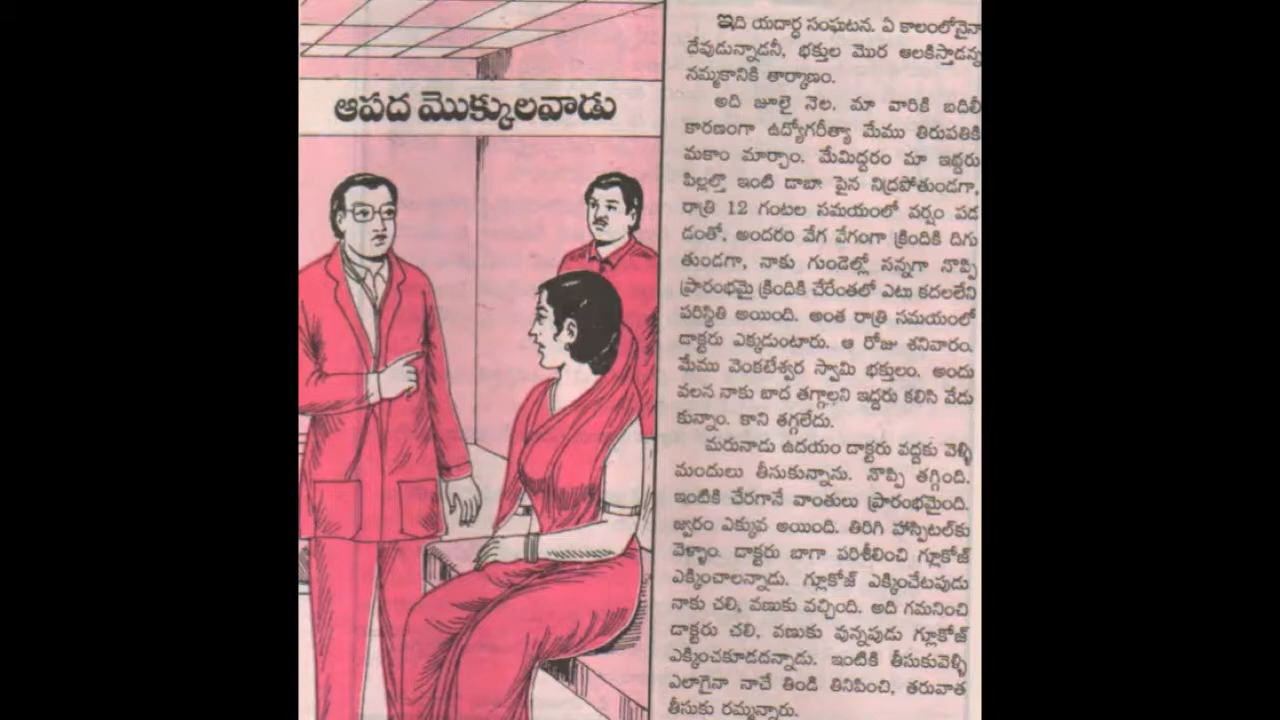 ఆపద మొక్కులవాడు
ఇది యదార్ధ సంఘటన. ఏ కాలంలోనైనా
దేవుడున్నాడనీ, భక్తుల మొర ఆలకిస్తాడన్న
నమ్మకానికి తార్కాణం.
అది జూలై నెల. మా వారికి బదిలీ
కారణంగా ఉద్యోగరీత్యా మేము తిరుపతికి
మకాం మార్చాం. మేమిద్దరం మా ఇద్దరు
పిల్లల్తొ ఇంటి డాబా పైన నిద్రపోతుండగా,
రాత్రి 12 గంటల సమయంలో వర్షం పడ
డంతో, అందరం వేగ వేగంగా క్రిందికి దిగు
తుండగా, నాకు గుండెల్లో సన్నగా నొప్పి
ప్రారంభమై క్రిందికి చేరేంతలో ఎటు కదలలేని
పరిస్థితి అయింది. అంత రాత్రి సమయంలో
డాక్టరు ఎక్కడుంటారు. ఆ రోజు శనివారం.
మేము వెంకటేశ్వర స్వామి భక్తులం. అందు
వలన నాకు బాద తగ్గాలని ఇద్దరు కలిసి వేడు
కున్నాం. కాని తగ్గలేదు.
మరునాడు ఉదయం డాక్టరు వద్దకు వెళ్ళి
మందులు తీసుకున్నాను. నొప్పి తగ్గింది.
ఇంటికి చేరగానే వాంతులు ప్రారంభమైంది.
జ్వరం ఎక్కువ అయింది. తిరిగి హాస్పిటల్‌కు
వెళ్ళాం. డాక్టరు బాగా పరిశీలించి గ్లూకోజ్
ఎక్కించాలన్నాడు. గ్లూకోజ్ ఎక్కించేటపుడు
నాకు చలి, వణుకు వచ్చింది. అది గమనించి
డాక్టరు చలి, వణుకు వున్నపుడు గ్లూకోజ్
ఎక్కించకూడదన్నాడు. ఇంటికి తీసుకువెళ్ళి
ఎలాగైనా నాచే తిండి తినిపించి, తరువాత
తీసుకు రమ్మన్నారు.